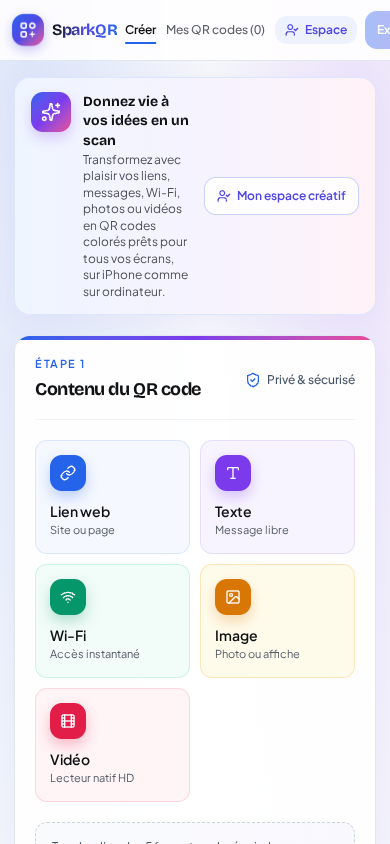 SparkQR Créer Mes QR codes (0) Espace Ex
Donnez vie à
vos idées en un
scan
Transformez avec
plaisir vos liens,
messages, Wi-Fi,
photos ou vidéos
en QR codes
colorés prêts pour
tous vos écrans,
sur iPhone comme
sur ordinateur.
Mon espace créatif
ÉTAPE 1
Contenu du QR code
Privé & sécurisé
Lien web
Site ou page
Texte
Message libre
Wi-Fi
Accès instantané
Image
Photo ou affiche
Vidéo
Lecteur natif HD